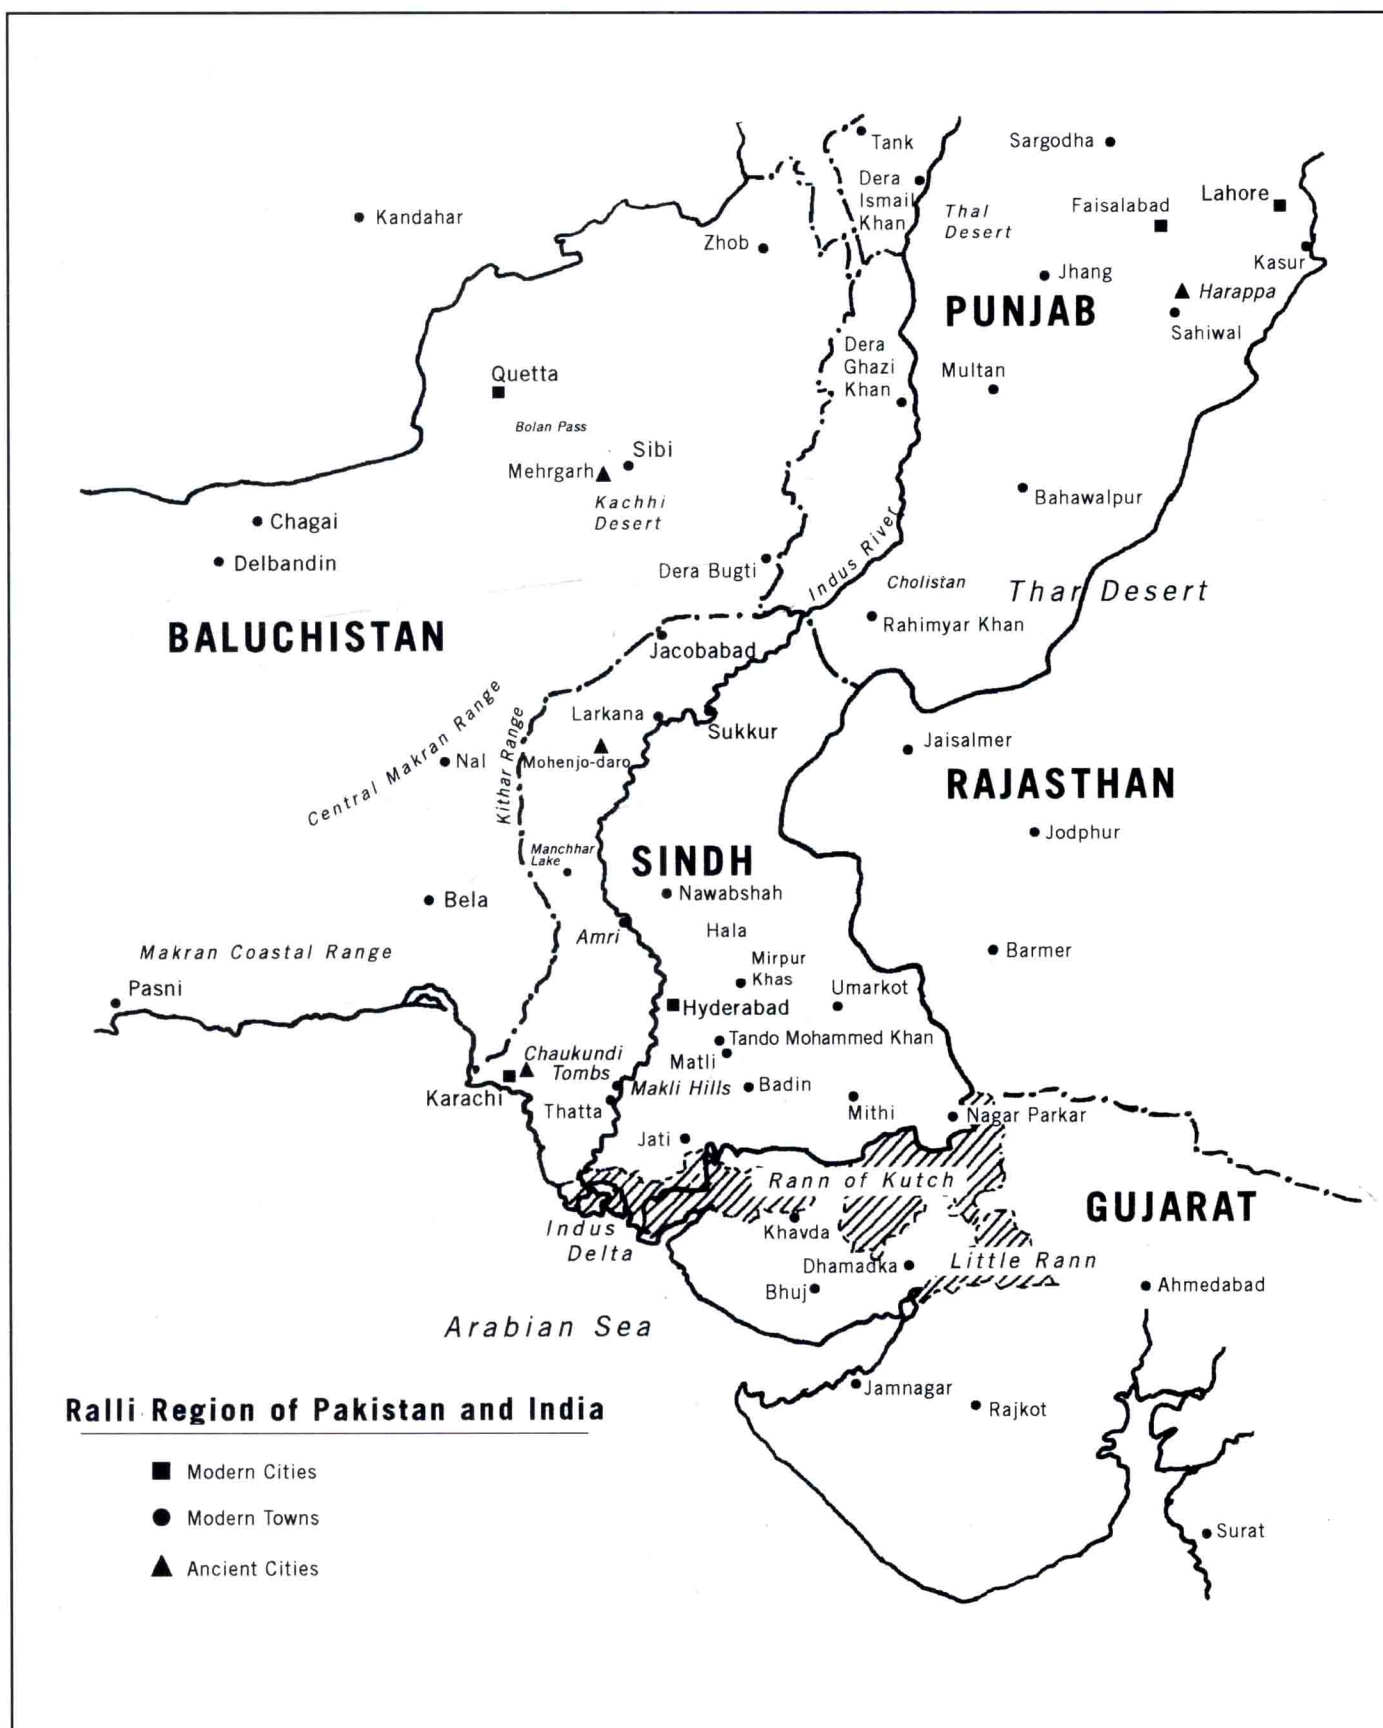 Tank
Sargodha
Dera
Ismail
Khan
Thal
Desert
Faisalabad
Lahore
Kandahar
Zhob
Kasur
Jhang
Harappa
PUNJAB
Sahiwal
Dera
Ghazi
Khan
Multan
Quetta
Bolan Pass
Sibi
Mehrgarh
Kachhi
Desert
Bahawalpur
Chagai
Delbandin
Dera Bugti
Indus River
Cholistan
Thar Desert
Rahimyar Khan
BALUCHISTAN
Jacobabad
Central Makran Range
Kithar Range
Larkana
Sukkur
Jaisalmer
Nal
Mohenjo-daro
RAJASTHAN
Jodphur
Manchhar
Lake
SINDH
Nawabshah
Bela
Amri
Hala
Makran Coastal Range
Mirpur
Khas
Barmer
Pasni
Umarkot
Hyderabad
Tando Mohammed Khan
Chaukundi
Tombs
Matli
Makli Hills
Badin
Karachi
Thatta
Mithi
Nagar Parkar
Jati
Rann of Kutch
GUJARAT
Indus
Delta
Khavda
Dhamadka
Little Rann
Bhuj
Ahmedabad
Arabian Sea
Jamnagar
Rajkot
Ralli Region of Pakistan and India
Modern Cities
Modern Towns
Surat
Ancient Cities